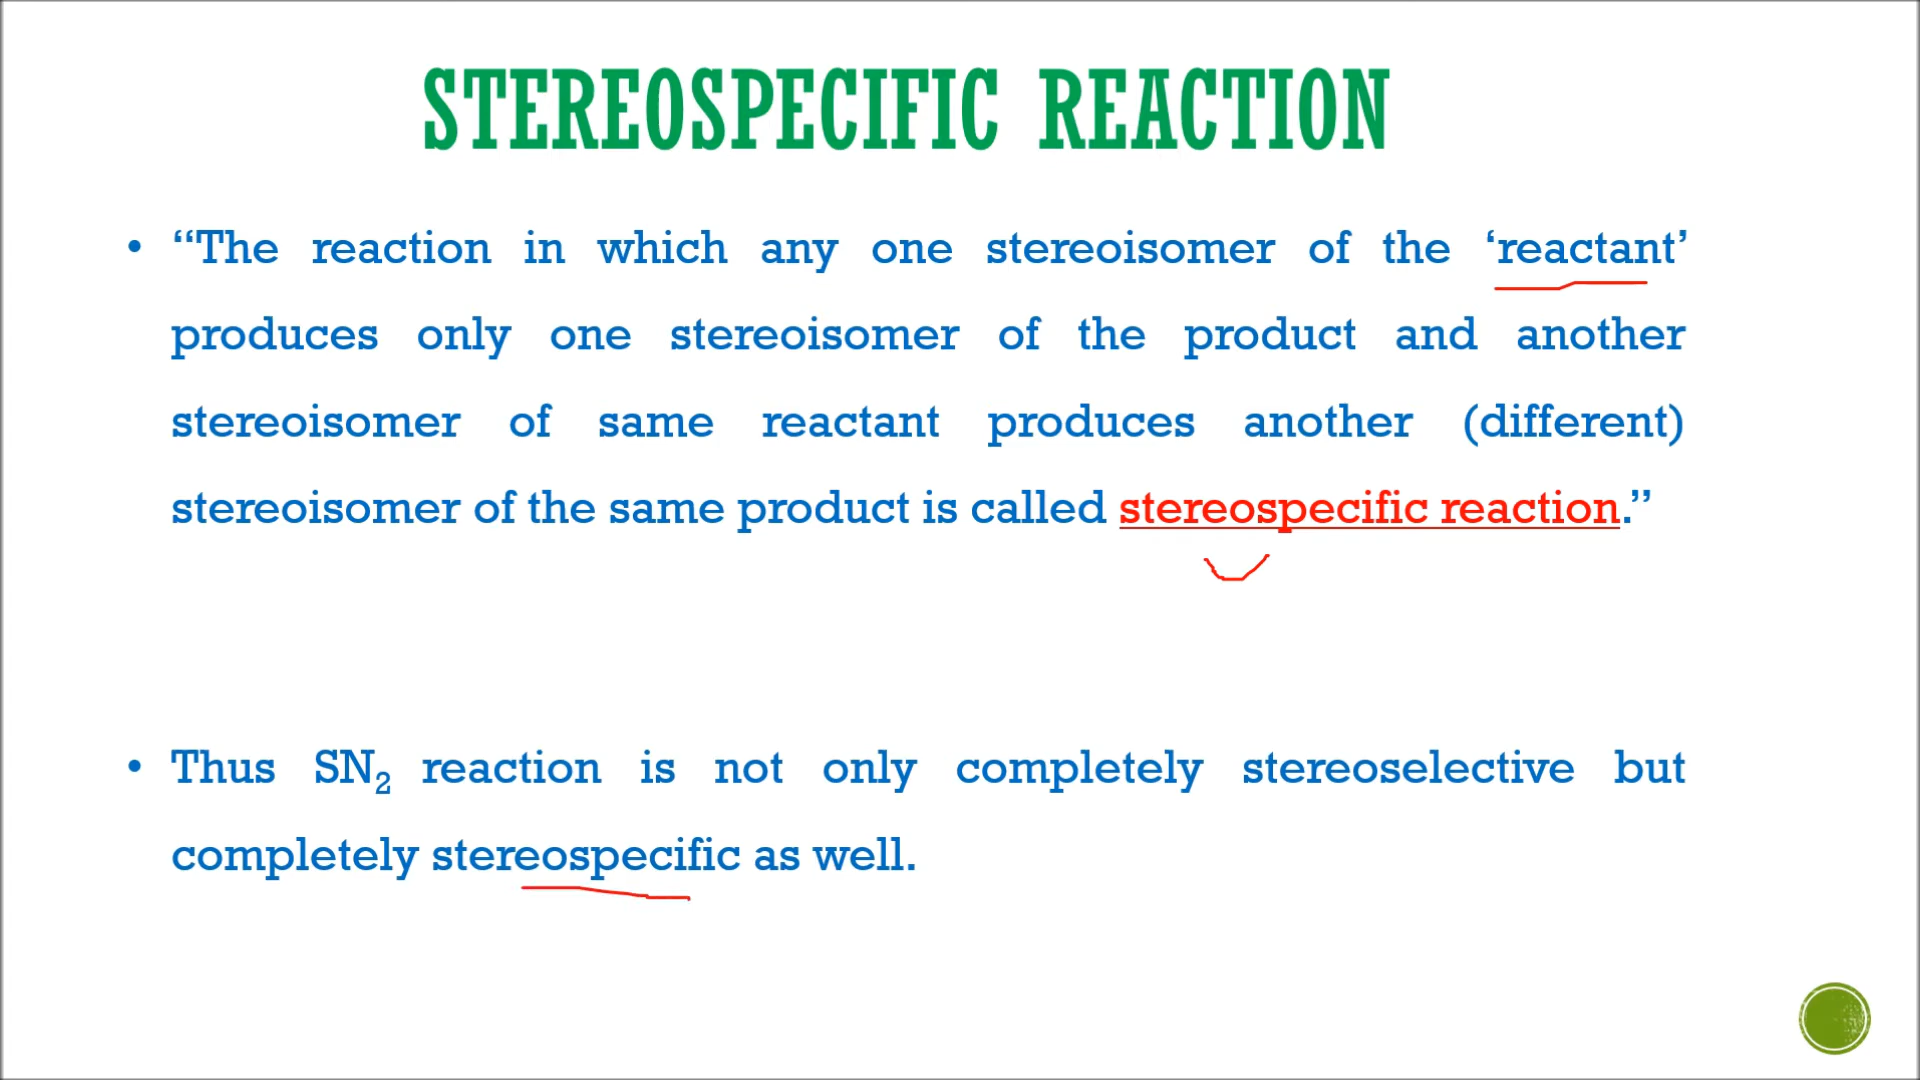 STEREOSPECIFIC REACTION
• “The reaction in which any one stereoisomer of the ‘reactant’
produces only one stereoisomer of the product and another
stereoisomer of same reactant produces another (different)
stereoisomer of the same product is called stereospecific reaction.”
• Thus SN₂ reaction is not only completely stereoselective but
completely stereospecific as well.